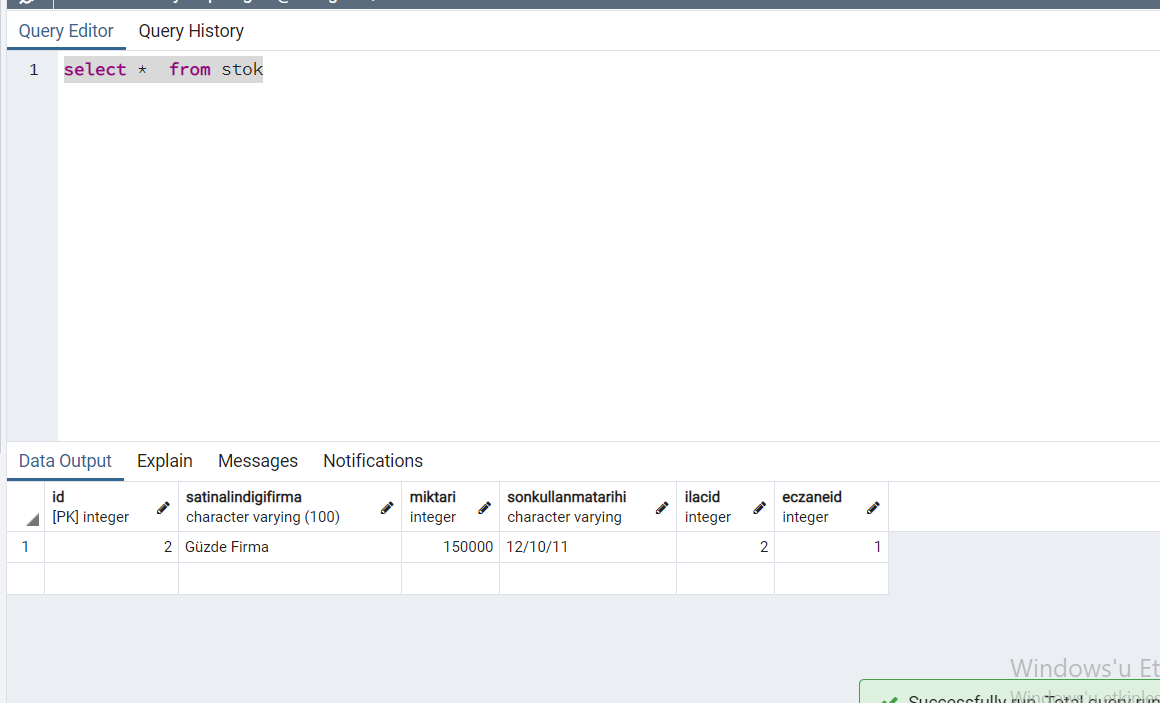 Query Editor Query History
1 select * from stok
Data Output Explain Messages Notifications
id satinalindigifirma miktari sonkullanmatarihi ilacid eczaneid
[PK] integer character varying (100) integer character varying integer integer
1 2 Güzde Firma 150000 12/10/11 2 1
Windows'u Et
Successfully run. Total query run
Windows'u etkinleş